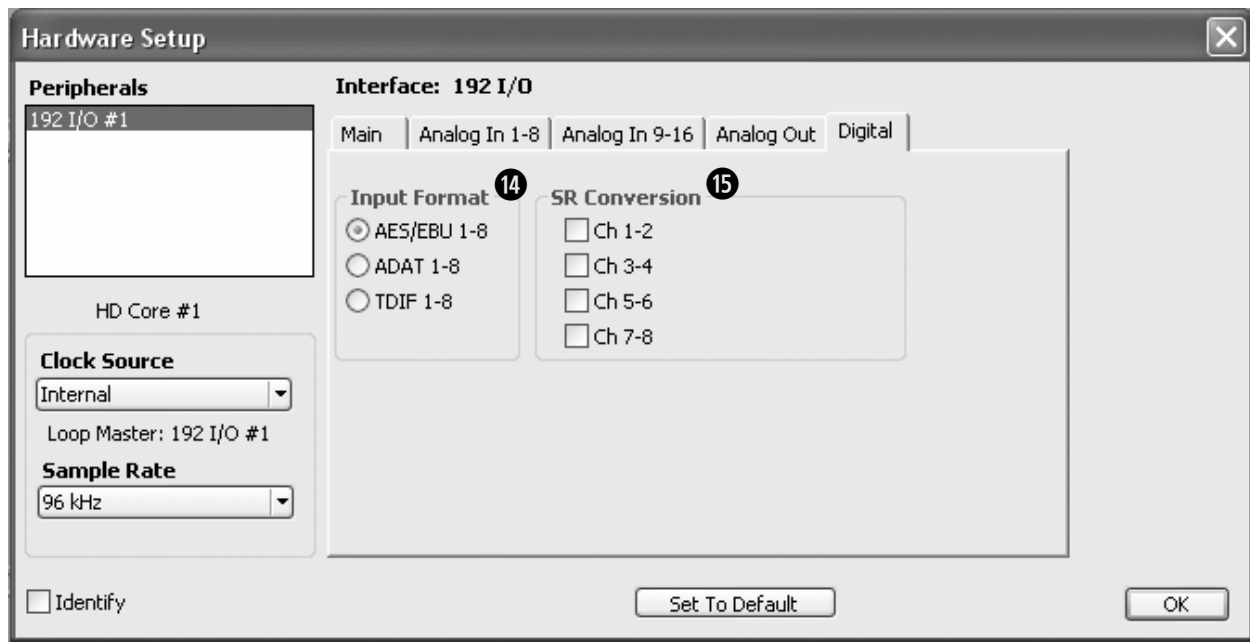 Hardware Setup
Peripherals
192 I/O #1
HD Core #1
Clock Source
Internal
Loop Master: 192 I/O #1
Sample Rate
96 kHz
Identify
Interface: 192 I/O
Main
Analog In 1-8
Analog In 9-16
Analog Out
Digital
Input Format
14
AES/EBU 1-8
ADAT 1-8
TDIF 1-8
SR Conversion
15
Ch 1-2
Ch 3-4
Ch 5-6
Ch 7-8
Set To Default
OK